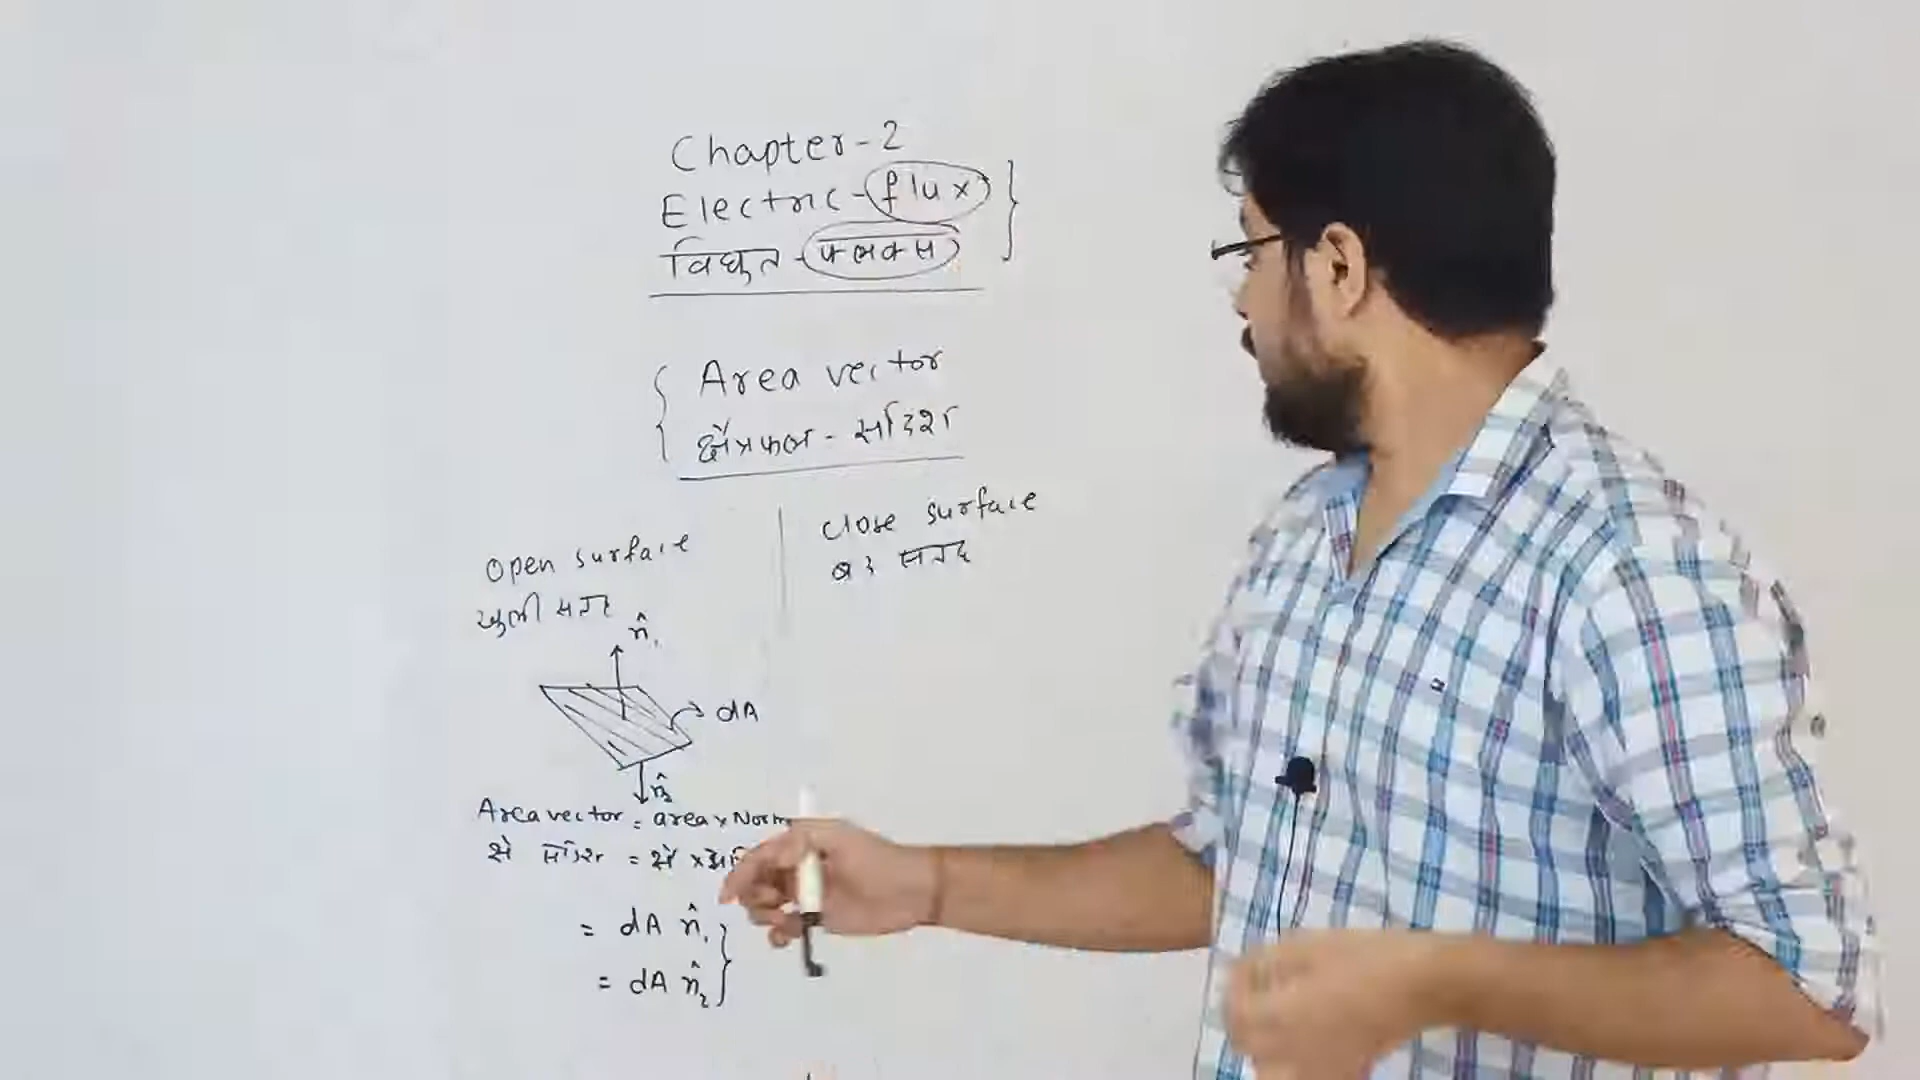 Chapter-2
Electric-flux
विद्युत-फ्लक्स
Area vector
क्षेत्रफल-सदिश
Open surface
खुली सतह
close surface
बंद सतह
n̂₁
dA
n̂₂
Area vector = area × Norm
क्षे सदिश = क्षे ×
= dA n̂₁
= dA n̂₂